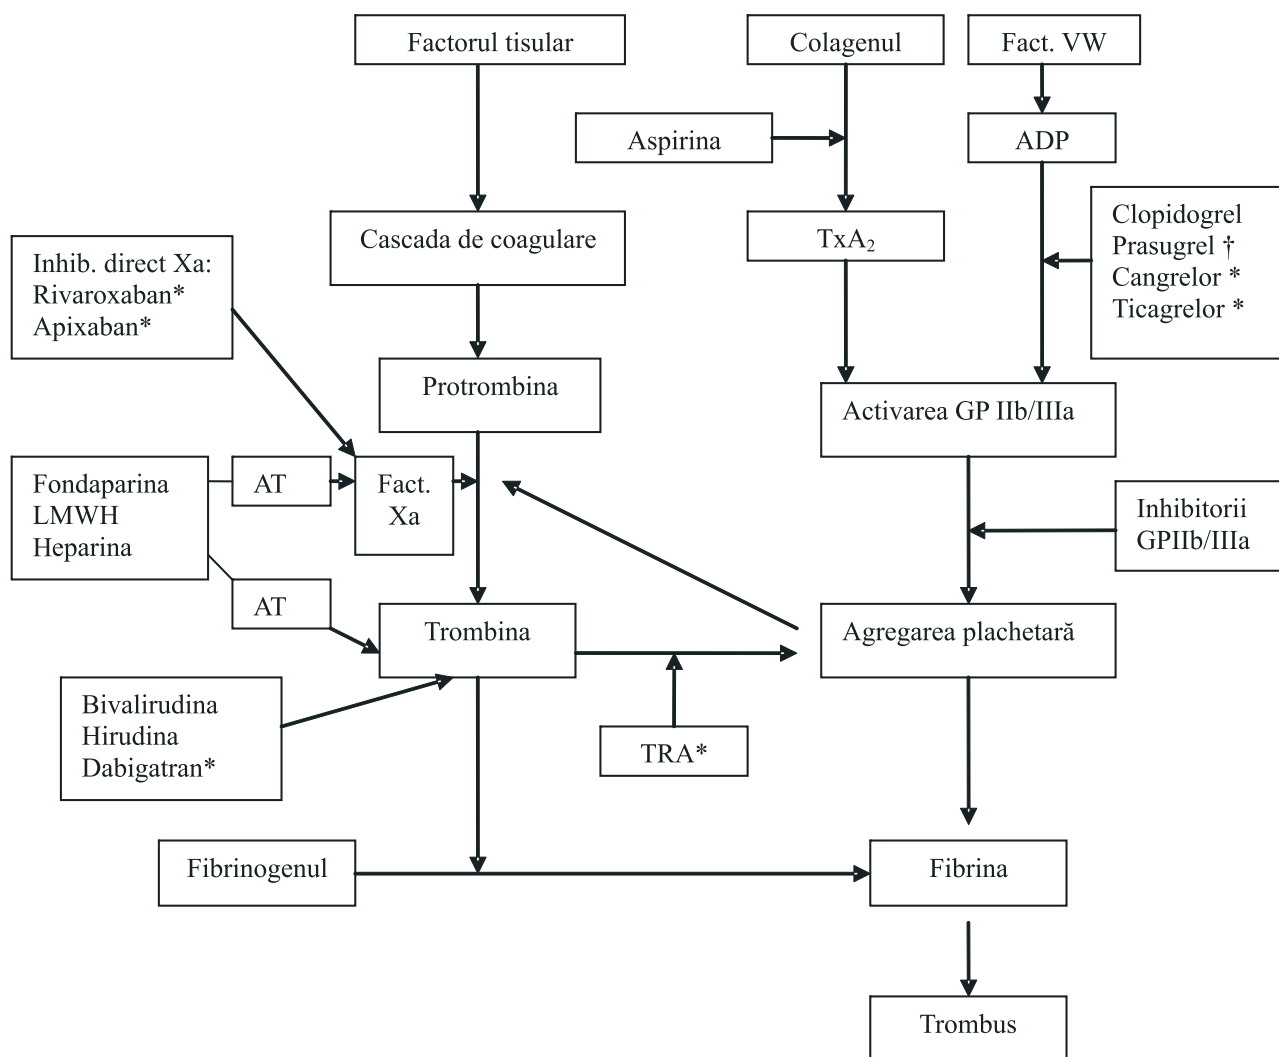 Factorul tisular
Colagenul
Fact. VW
Aspirina
ADP
Clopidogrel
Prasugrel †
Cangrelor *
Ticagrelor *
Cascada de coagulare
TxA₂
Inhib. direct Xa:
Rivaroxaban*
Apixaban*
Protrombina
Activarea GP IIb/IIIa
Fondaparina
LMWH
Heparina
AT
Fact.
Xa
Inhibitorii
GPIIb/IIIa
AT
Trombina
Agregarea plachetară
Bivalirudina
Hirudina
Dabigatran*
TRA*
Fibrinogenul
Fibrina
Trombus